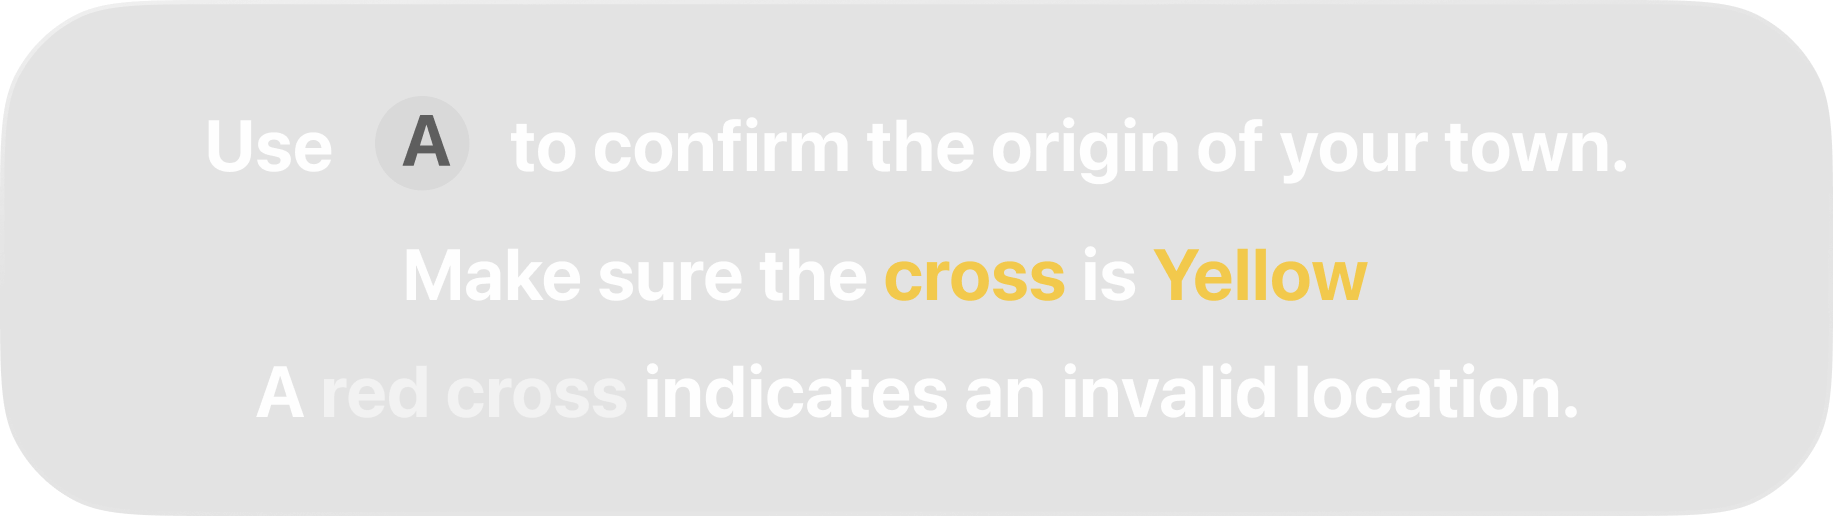 Use A to confirm the origin of your town.
Make sure the cross is Yellow
A red cross indicates an invalid location.